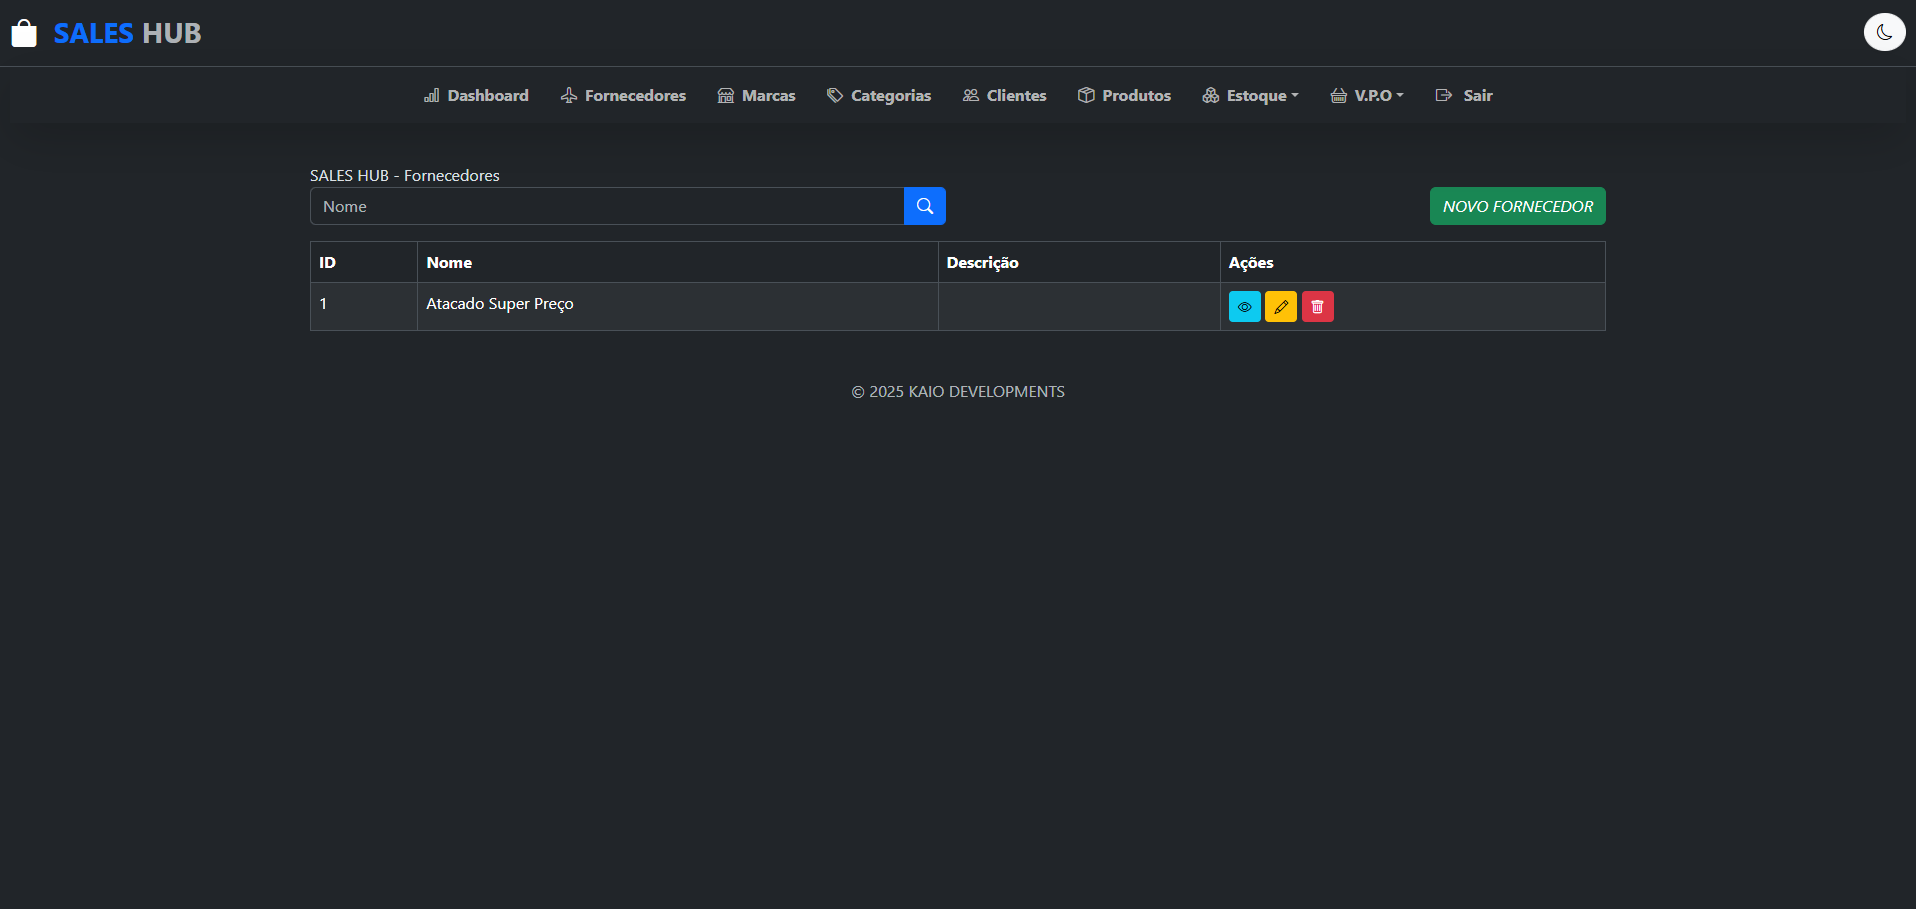 SALES HUB
Dashboard Fornecedores Marcas Categorias Clientes Produtos Estoque V.P.O Sair
SALES HUB - Fornecedores
Nome NOVO FORNECEDOR
ID Nome Descrição Ações
1 Atacado Super Preço
© 2025 KAIO DEVELOPMENTS